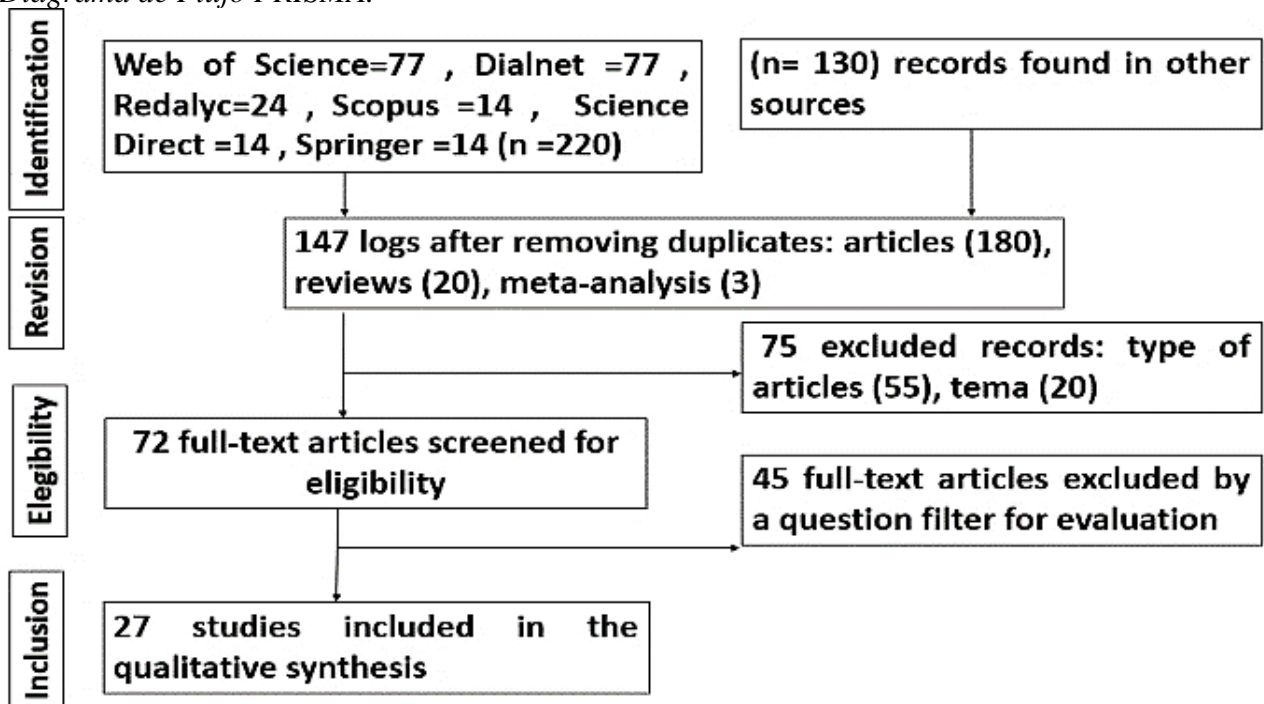 Diagrama de Flujo PRISMA.
Identification
Web of Science=77 , Dialnet =77 ,
Redalyc=24 , Scopus =14 , Science
Direct =14 , Springer =14 (n =220)
(n= 130) records found in other
sources
Revision
147 logs after removing duplicates: articles (180),
reviews (20), meta-analysis (3)
75 excluded records: type of
articles (55), tema (20)
Elegibility
72 full-text articles screened for
eligibility
45 full-text articles excluded by
a question filter for evaluation
Inclusion
27 studies included in the
qualitative synthesis